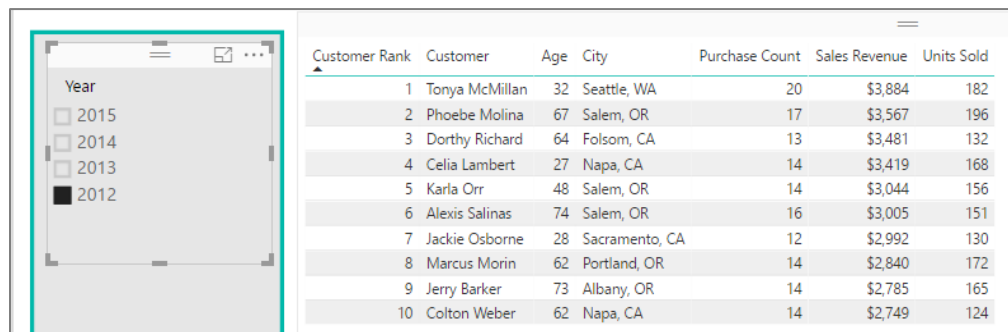 Year
2015
2014
2013
2012
Customer Rank Customer Age City Purchase Count Sales Revenue Units Sold
1 Tonya McMillan 32 Seattle, WA 20 $3,884 182
2 Phoebe Molina 67 Salem, OR 17 $3,567 196
3 Dorthy Richard 64 Folsom, CA 13 $3,481 132
4 Celia Lambert 27 Napa, CA 14 $3,419 168
5 Karla Orr 48 Salem, OR 14 $3,044 156
6 Alexis Salinas 74 Salem, OR 16 $3,005 151
7 Jackie Osborne 28 Sacramento, CA 12 $2,992 130
8 Marcus Morin 62 Portland, OR 14 $2,840 172
9 Jerry Barker 73 Albany, OR 14 $2,785 165
10 Colton Weber 62 Napa, CA 14 $2,749 124